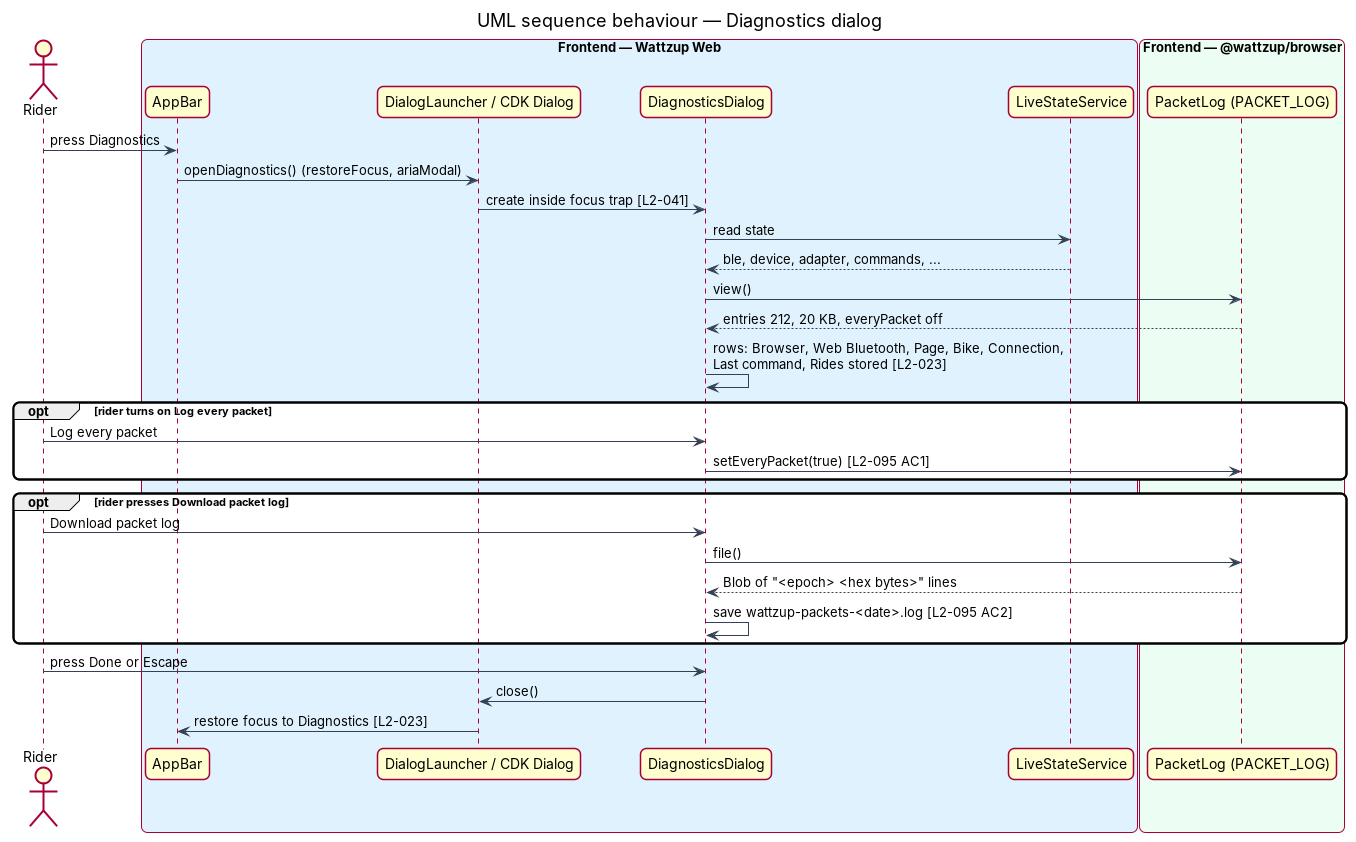 UML sequence behaviour — Diagnostics dialog
Frontend — Wattzup Web
Frontend — @wattzup/browser
Rider
AppBar
DialogLauncher / CDK Dialog
DiagnosticsDialog
LiveStateService
PacketLog (PACKET_LOG)
press Diagnostics
openDiagnostics() (restoreFocus, ariaModal)
create inside focus trap [L2-041]
read state
ble, device, adapter, commands, ...
view()
entries 212, 20 KB, everyPacket off
rows: Browser, Web Bluetooth, Page, Bike, Connection,
Last command, Rides stored [L2-023]
opt
[rider turns on Log every packet]
Log every packet
setEveryPacket(true) [L2-095 AC1]
opt
[rider presses Download packet log]
Download packet log
file()
Blob of "<epoch> <hex bytes>" lines
save wattzup-packets-<date>.log [L2-095 AC2]
press Done or Escape
close()
restore focus to Diagnostics [L2-023]
Rider
AppBar
DialogLauncher / CDK Dialog
DiagnosticsDialog
LiveStateService
PacketLog (PACKET_LOG)